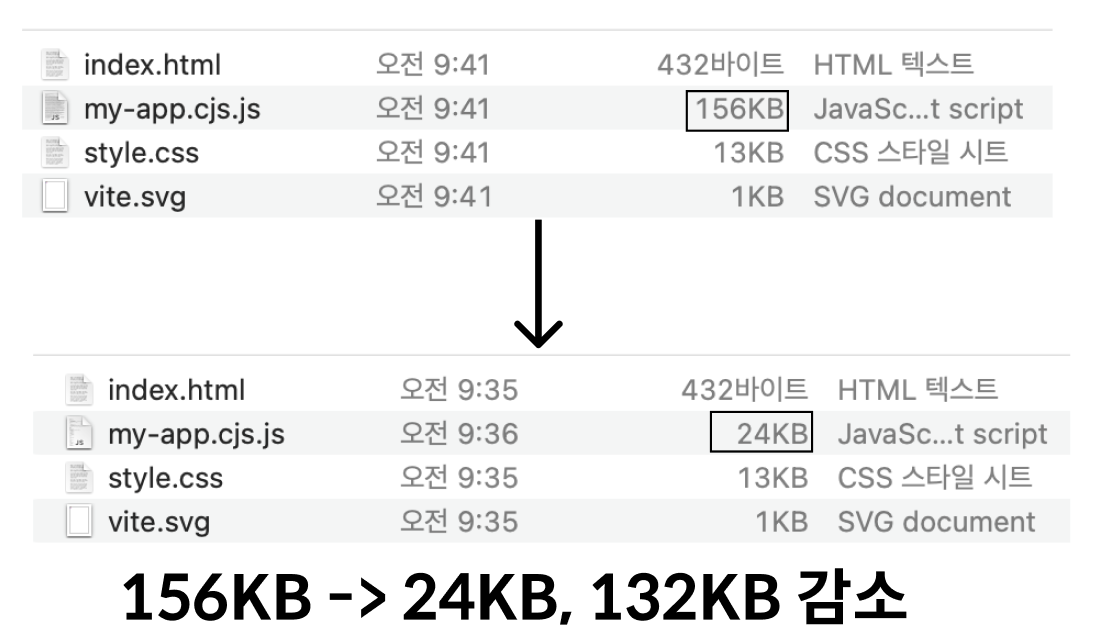 index.html 오전 9:41 432바이트 HTML 텍스트
my-app.cjs.js 오전 9:41 156KB JavaSc...t script
style.css 오전 9:41 13KB CSS 스타일 시트
vite.svg 오전 9:41 1KB SVG document
index.html 오전 9:35 432바이트 HTML 텍스트
my-app.cjs.js 오전 9:36 24KB JavaSc...t script
style.css 오전 9:35 13KB CSS 스타일 시트
vite.svg 오전 9:35 1KB SVG document
156KB -> 24KB, 132KB 감소